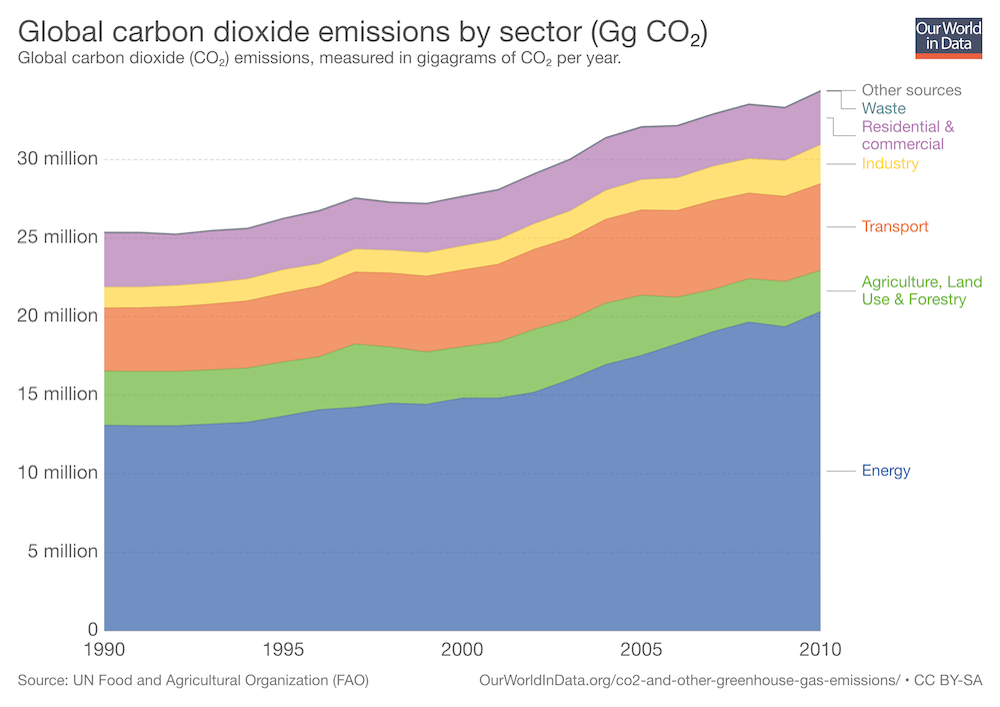 Global carbon dioxide emissions by sector (Gg CO₂)
Global carbon dioxide (CO₂) emissions, measured in gigagrams of CO₂ per year.
Our World
in Data
Other sources
Waste
Residential &
commercial
Industry
Transport
Agriculture, Land
Use & Forestry
Energy
30 million
25 million
20 million
15 million
10 million
5 million
0
1990
1995
2000
2005
2010
Source: UN Food and Agricultural Organization (FAO)
OurWorldInData.org/co2-and-other-greenhouse-gas-emissions/ • CC BY-SA